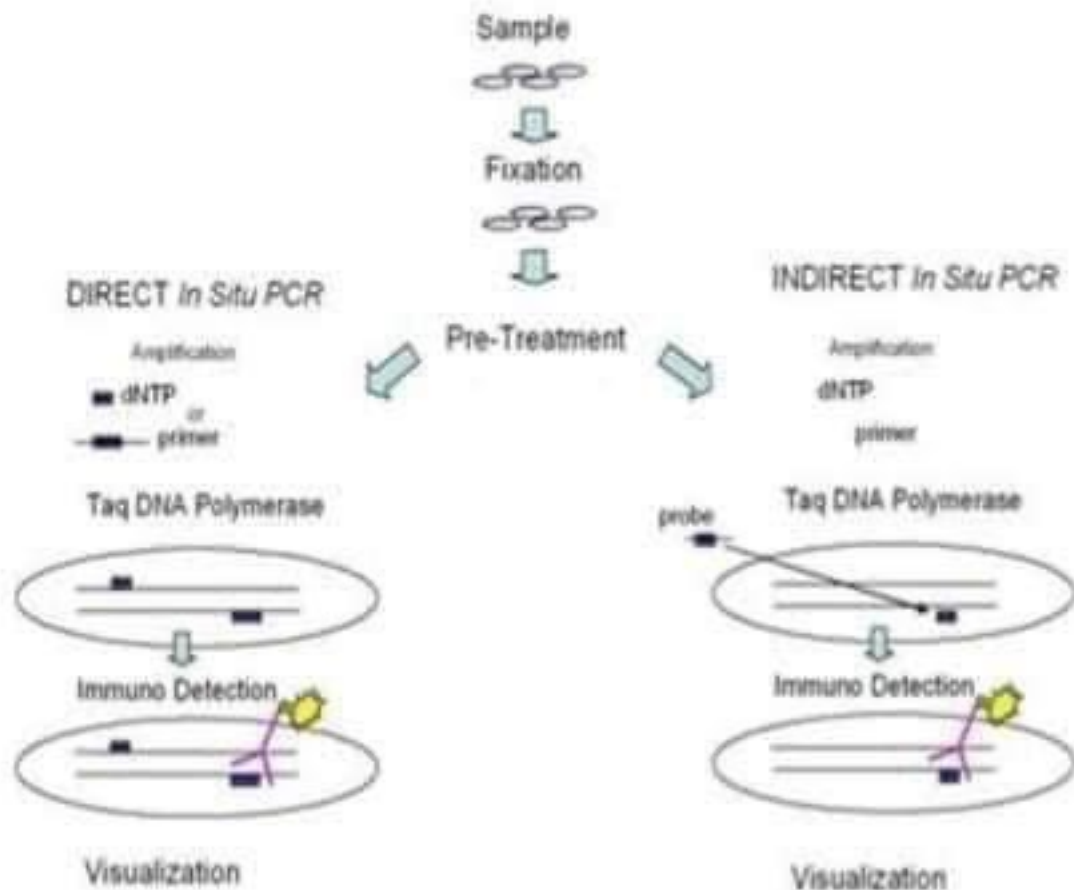 Sample
Fixation
Pre-Treatment
DIRECT In Situ PCR
Amplification
dNTP
or
primer
Taq DNA Polymerase
Immuno Detection
Visualization
INDIRECT In Situ PCR
Amplification
dNTP
primer
Taq DNA Polymerase
probe
Immuno Detection
Visualization